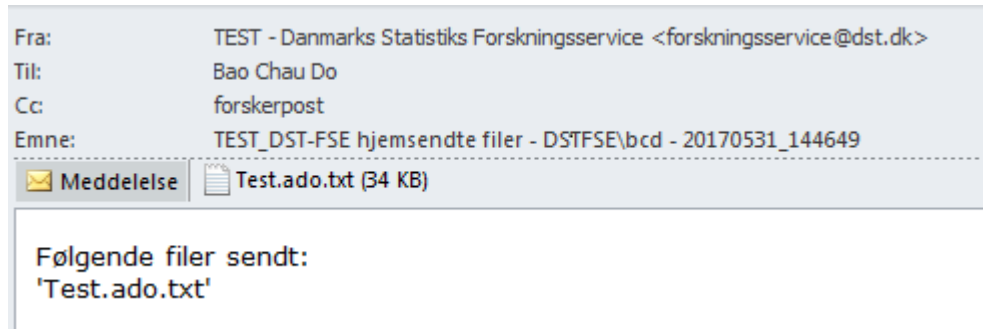 Fra: TEST - Danmarks Statistiks Forskningsservice <forskningsservice@dst.dk>
Til: Bao Chau Do
Cc: forskerpost
Emne: TEST_DST-FSE hjemsendte filer - DSTFSE\bcd - 20170531_144649
Meddelelse Test.ado.txt (34 KB)
Følgende filer sendt:
'Test.ado.txt'